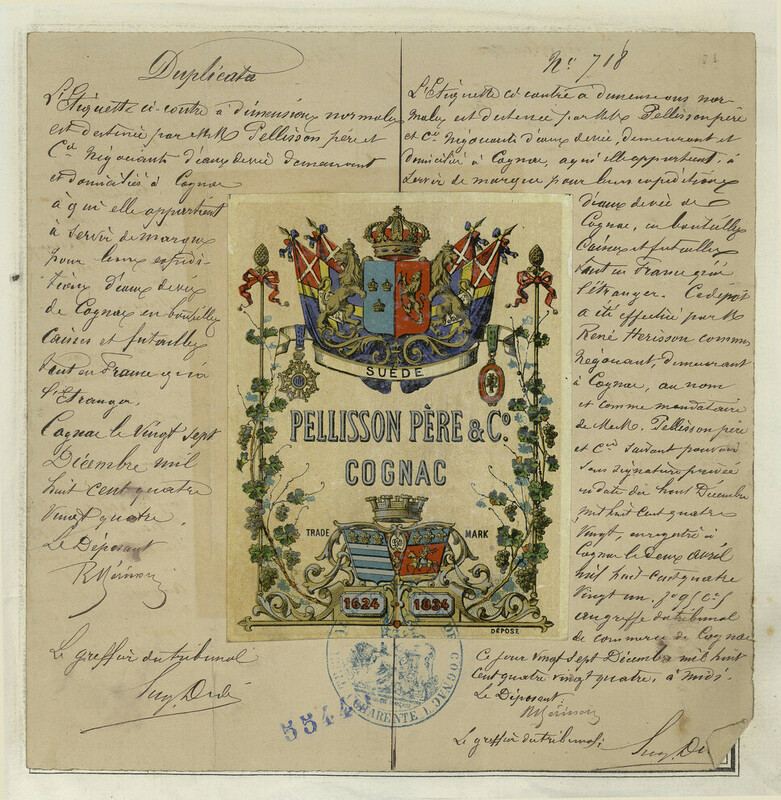 Duplicata
L'Etiquette ci-contre à dimensions normales
est destinée par MM Pellisson père et
Cie Négociants d'eaux de vie demeurant
et domiciliés à Cognac
à qui elle appartient
à servir de marque
pour leurs expédi-
tions d'eaux de vie
de Cognac en bouteilles
Caisses et futailles
tant en France qu'à
l'Etranger
Cognac le Vingt Sept
Décembre mil
huit cent quatre
vingt quatre
Le Déposant
R Hérisson
Le greffier du tribunal
No 718
L'Etiquette ci-contre à dimensions nor-
males est destinée par MM Pellisson père
et Cie Négociants d'eaux de vie, demeurant et
domiciliés à Cognac, à qui elle appartient, à
servir de marque pour leurs expéditions
d'eaux de vie de
Cognac, en bouteilles
Caisses et futailles
tant en France qu'à
l'étranger. Ce dépôt
a été effectué par M
René Herisson commis
Négociant, demeurant
à Cognac, au nom
et comme mandataire
de MM. Pellisson père
et Cie suivant pouvoir
sous signature privée
en date du huit Décembre
mil huit cent quatre
Vingt, enregistré à
Cognac le deux avril
mil huit cent quatre
Vingt un
au greffe du tribunal
de commerce de Cognac
Ce jour vingt sept Décembre mil huit
cent quatre vingt quatre, à midi.
Le Déposant
R Hérisson
Le greffier du tribunal
SUÈDE
PELLISSON PÈRE & Co.
COGNAC
TRADE MARK
1624 1834
DÉPOSÉ
DE COGNAC
CHARENTE